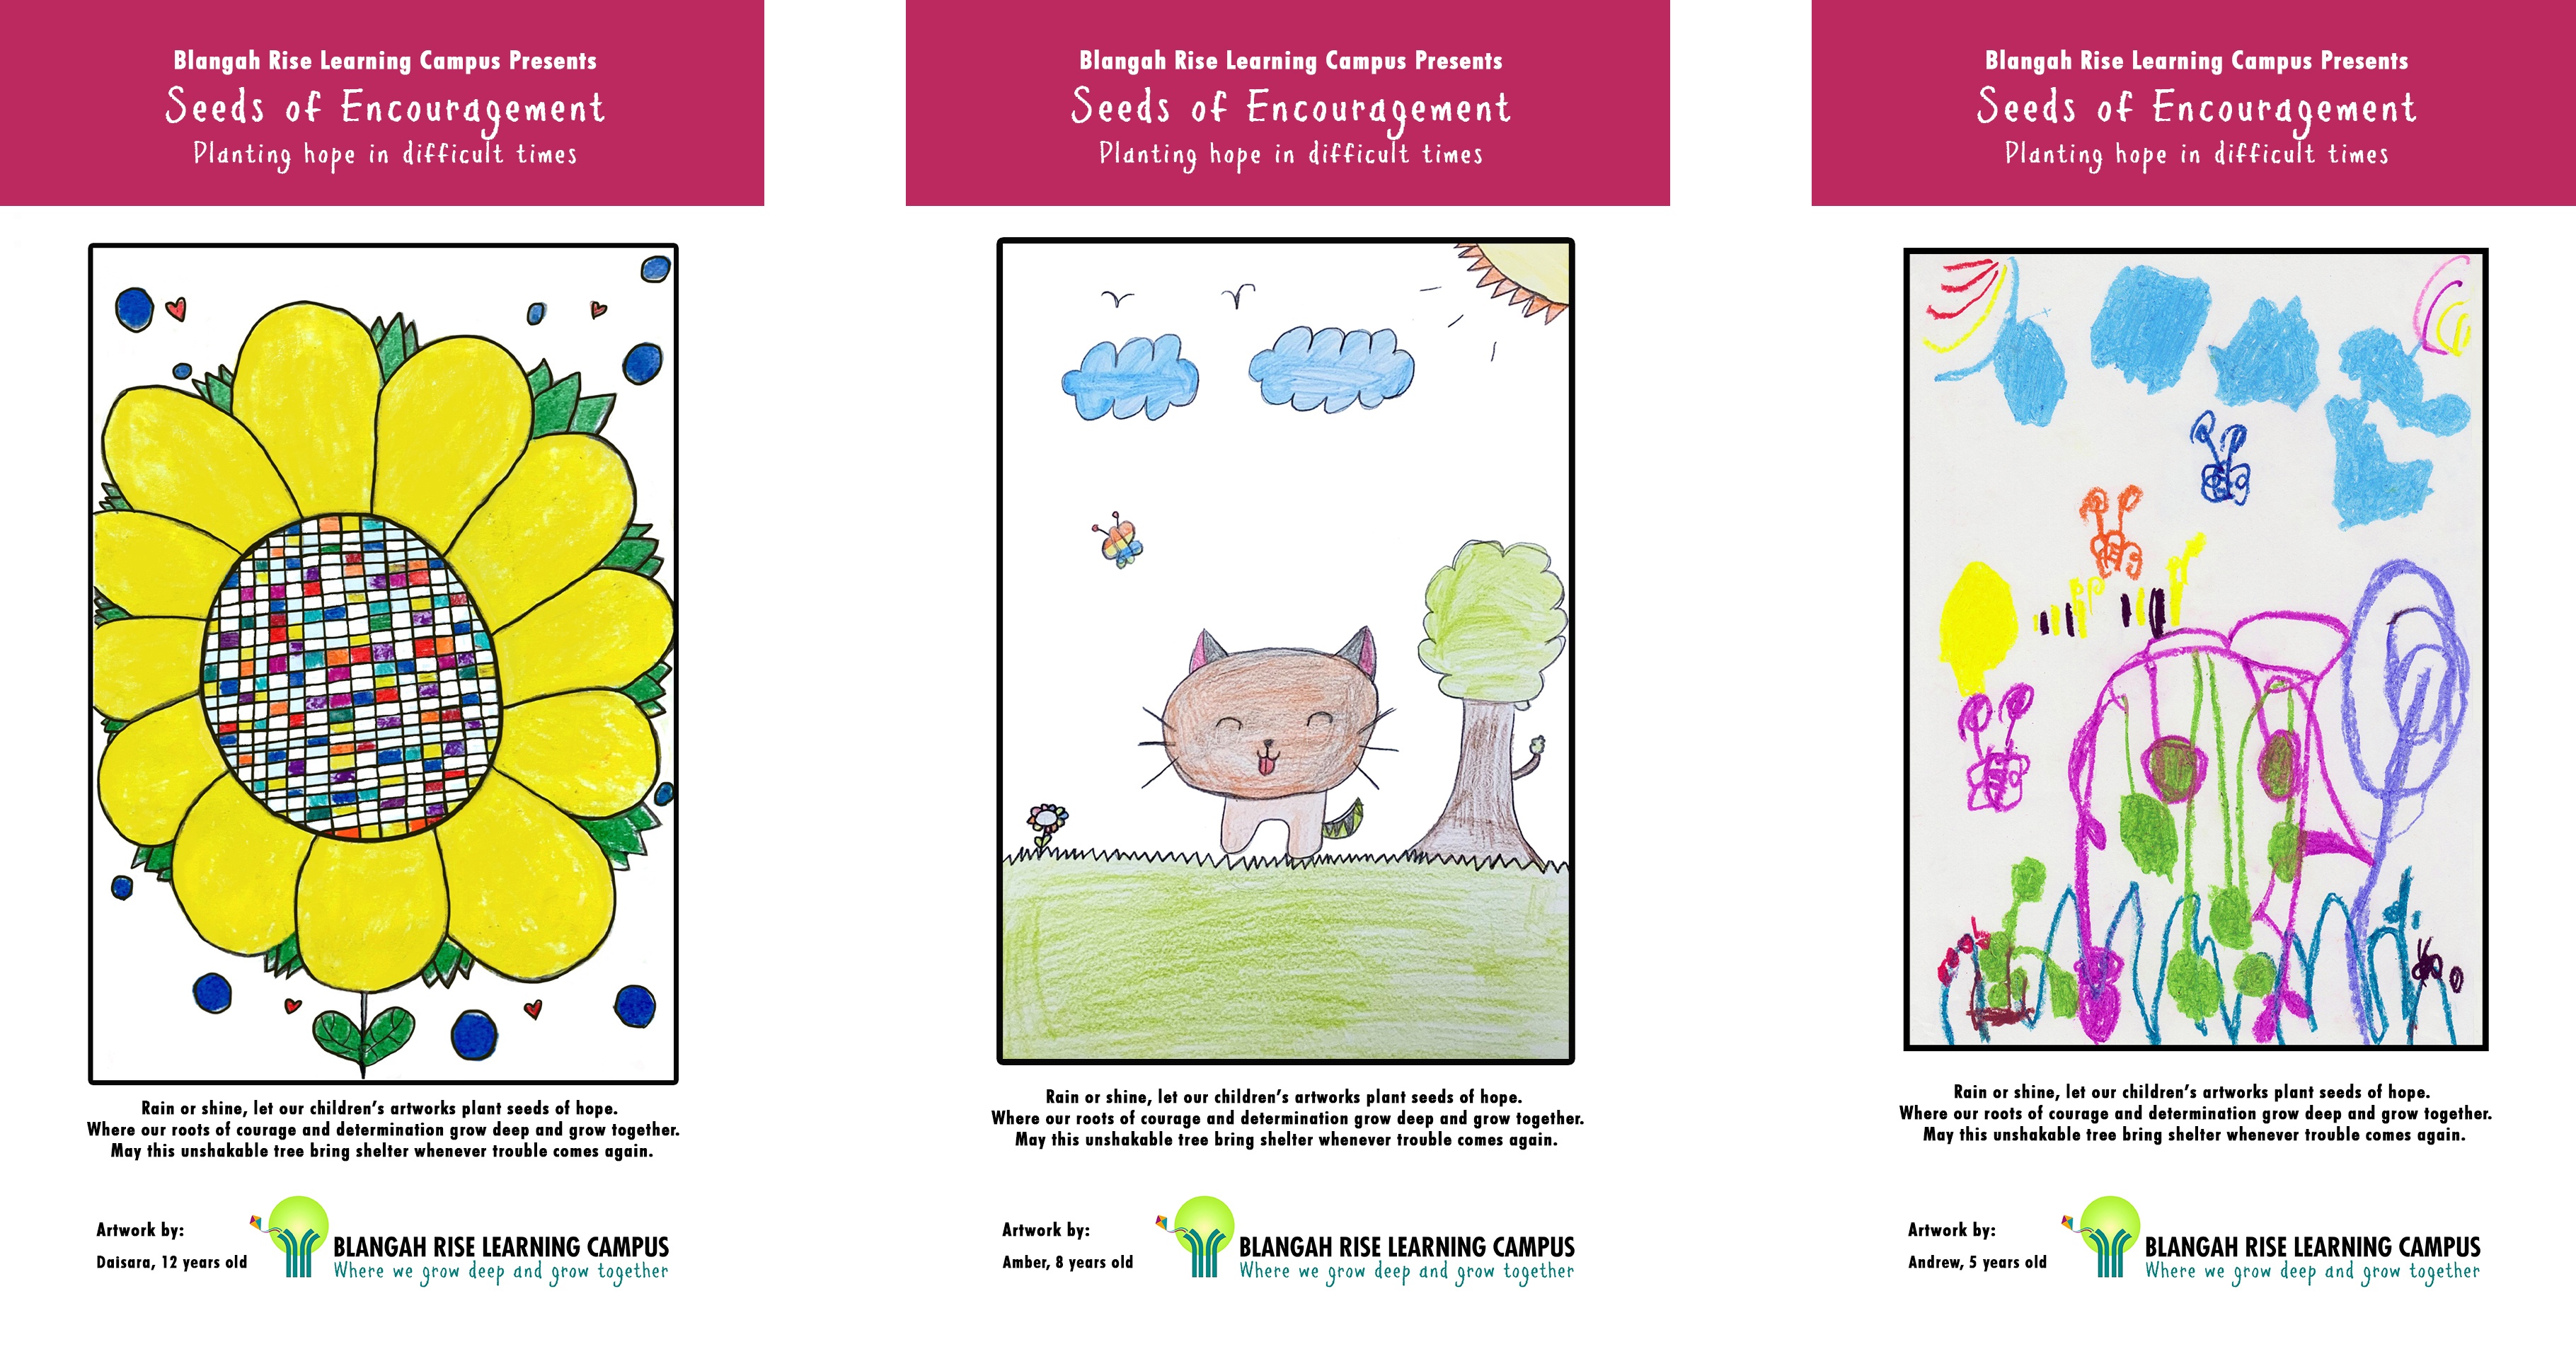 Blangah Rise Learning Campus Presents
Seeds of Encouragement
Planting hope in difficult times
Rain or shine, let our children's artworks plant seeds of hope.
Where our roots of courage and determination grow deep and grow together.
May this unshakable tree bring shelter whenever trouble comes again.
Artwork by:
Daisara, 12 years old
BLANGAH RISE LEARNING CAMPUS
Where we grow deep and grow together
Blangah Rise Learning Campus Presents
Seeds of Encouragement
Planting hope in difficult times
Rain or shine, let our children's artworks plant seeds of hope.
Where our roots of courage and determination grow deep and grow together.
May this unshakable tree bring shelter whenever trouble comes again.
Artwork by:
Amber, 8 years old
BLANGAH RISE LEARNING CAMPUS
Where we grow deep and grow together
Blangah Rise Learning Campus Presents
Seeds of Encouragement
Planting hope in difficult times
Rain or shine, let our children's artworks plant seeds of hope.
Where our roots of courage and determination grow deep and grow together.
May this unshakable tree bring shelter whenever trouble comes again.
Artwork by:
Andrew, 5 years old
BLANGAH RISE LEARNING CAMPUS
Where we grow deep and grow together